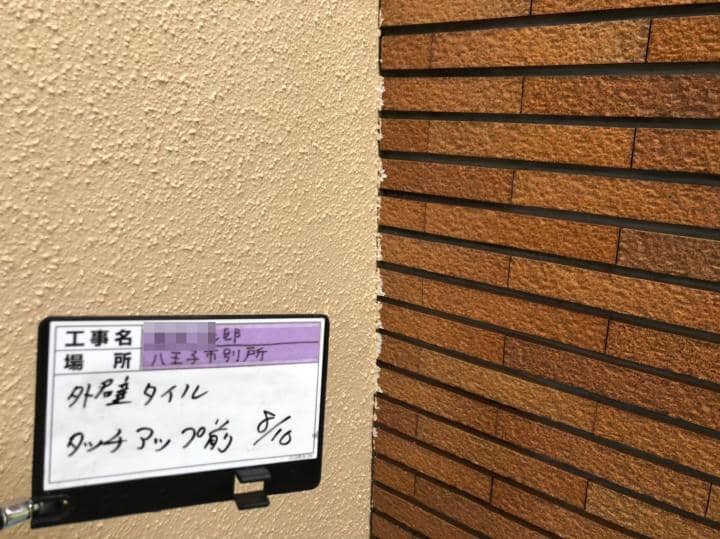 工事名 邸
場所 八王子市別所
外壁タイル
タッチアップ前 8/10